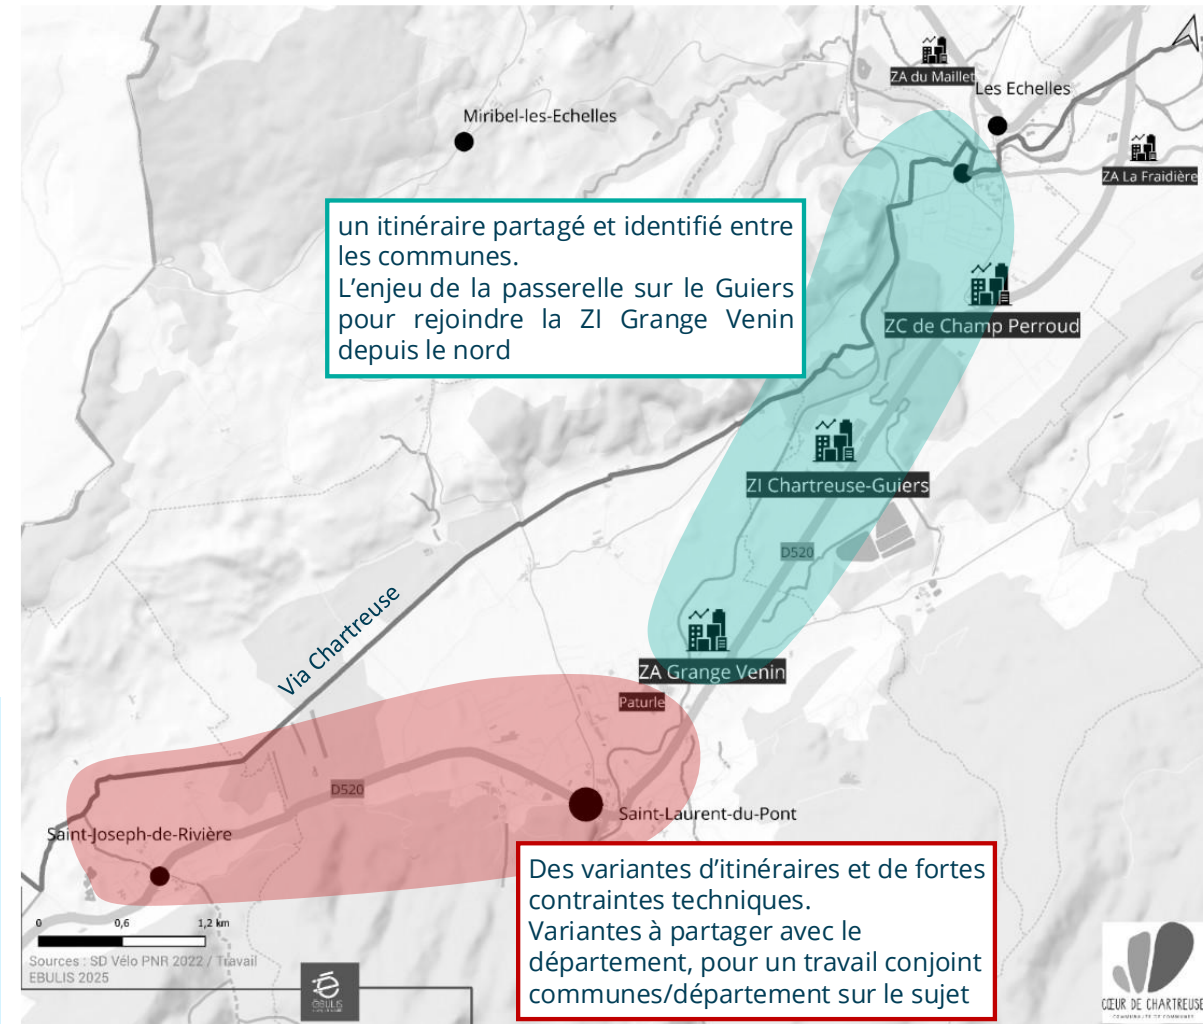 ZA du Maillet
Les Echelles
Miribel-les-Echelles
ZA La Fraidière
un itinéraire partagé et identifié entre
les communes.
L’enjeu de la passerelle sur le Guiers
pour rejoindre la ZI Grange Venin
depuis le nord
ZC de Champ Perroud
ZI Chartreuse-Guiers
D520
Via Chartreuse
ZA Grange Venin
Paturle
D520
Saint-Laurent-du-Pont
Saint-Joseph-de-Rivière
Des variantes d’itinéraires et de fortes
contraintes techniques.
Variantes à partager avec le
département, pour un travail conjoint
communes/département sur le sujet
0 0,6 1,2 km
Sources : SD Vélo PNR 2022 / Travail
EBULIS 2025
ÉBULIS
CŒUR DE CHARTREUSE
COMMUNAUTÉ DE COMMUNES